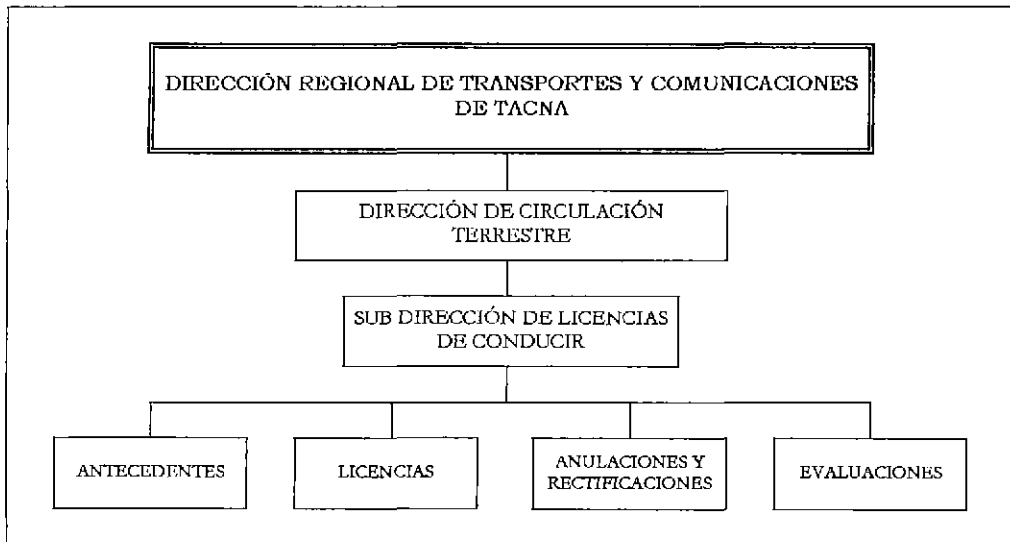 DIRECCIÓN REGIONAL DE TRANSPORTES Y COMUNICACIONES
DE TACNA
DIRECCIÓN DE CIRCULACIÓN
TERRESTRE
SUB DIRECCIÓN DE LICENCIAS
DE CONDUCIR
ANTECEDENTES
LICENCIAS
ANULACIONES Y
RECTIFICACIONES
EVALUACIONES